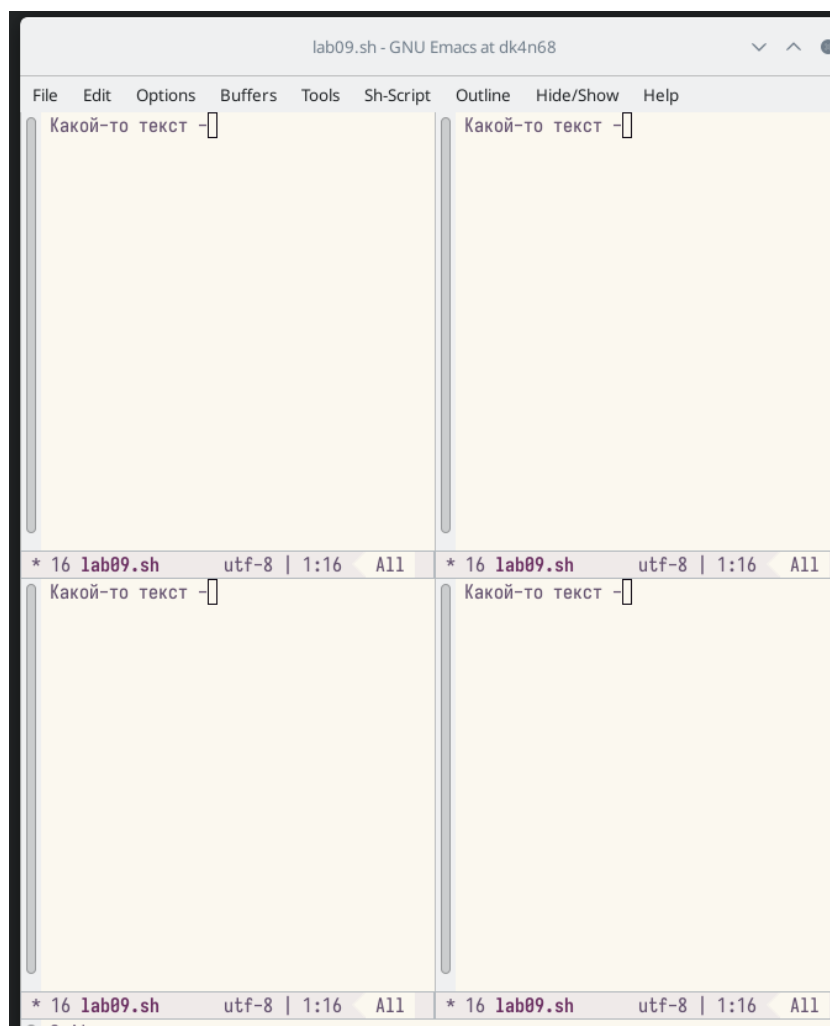 lab09.sh - GNU Emacs at dk4n68
File Edit Options Buffers Tools Sh-Script Outline Hide/Show Help
Какой-то текст -
Какой-то текст -
* 16 lab09.sh utf-8 | 1:16 All
* 16 lab09.sh utf-8 | 1:16 All
Какой-то текст -
Какой-то текст -
* 16 lab09.sh utf-8 | 1:16 All
* 16 lab09.sh utf-8 | 1:16 All